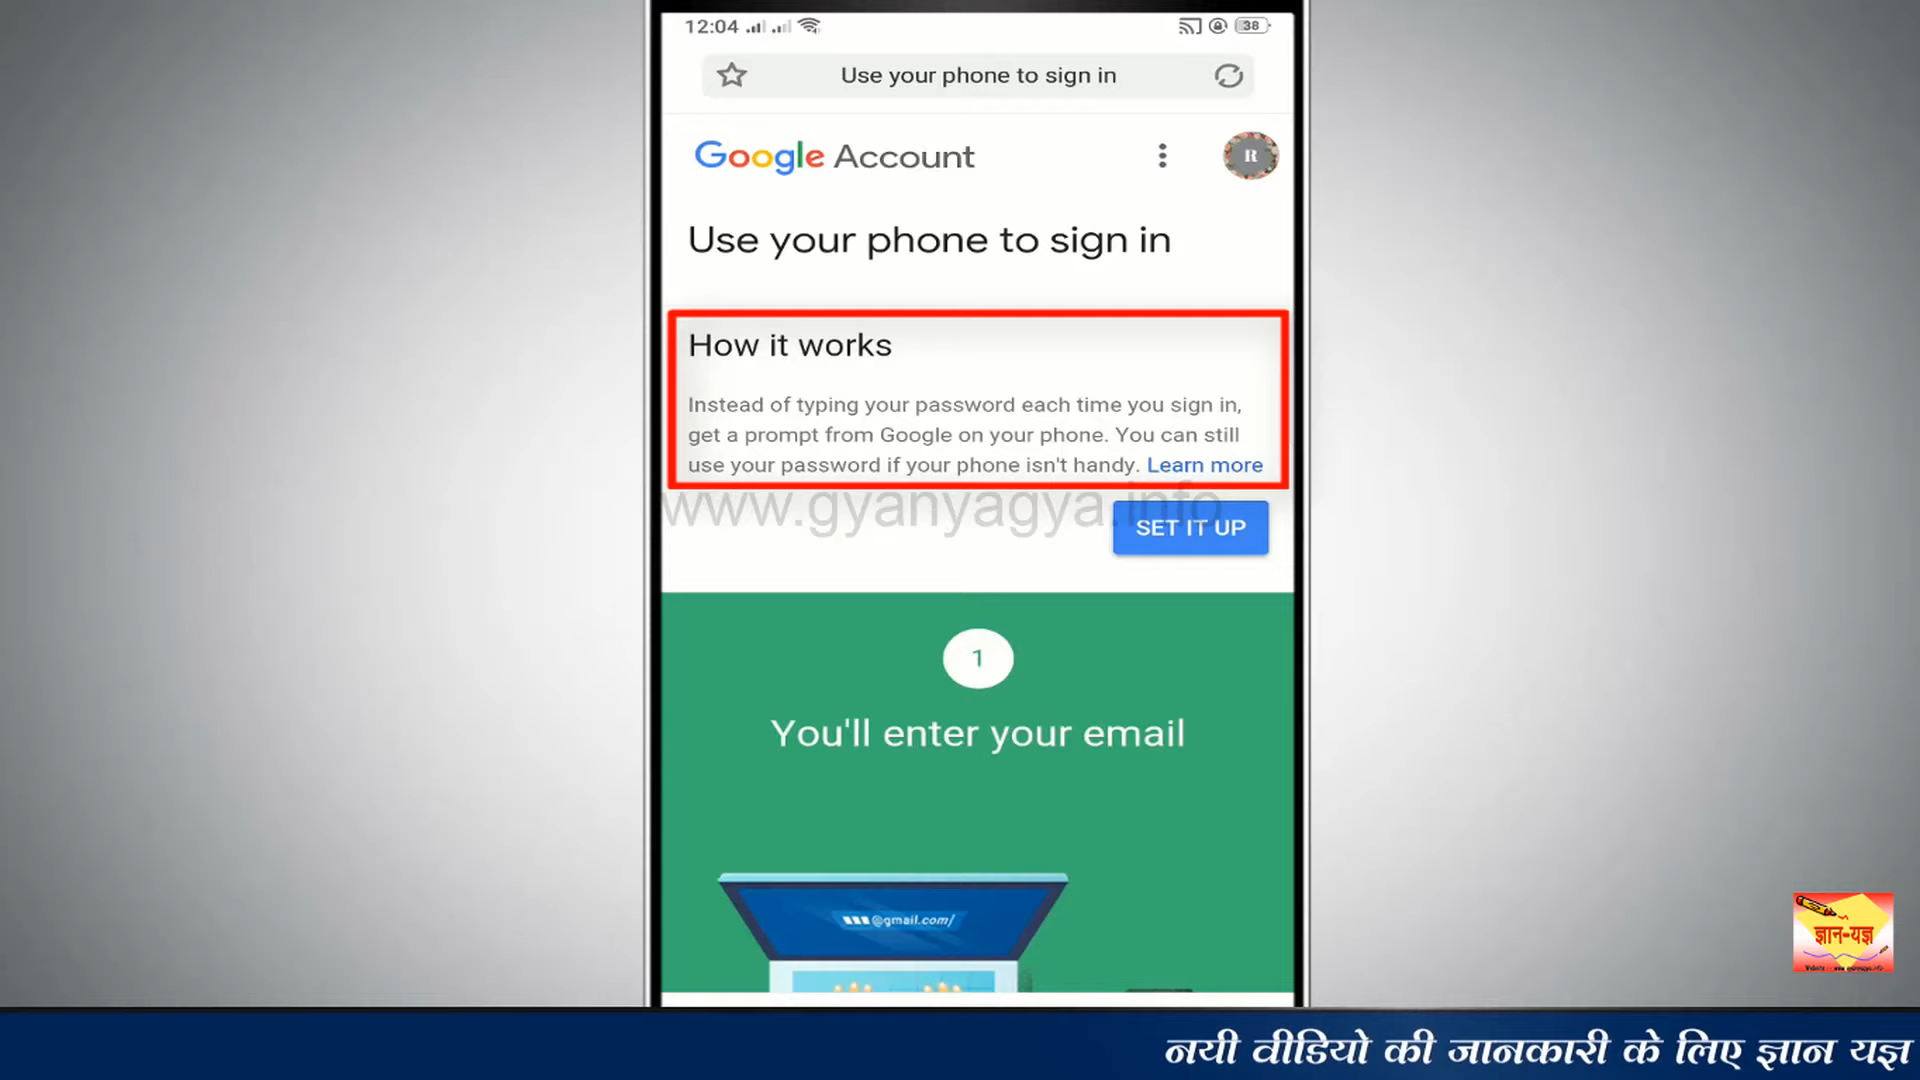 12:04
38
Use your phone to sign in
Google Account
R
Use your phone to sign in
How it works
Instead of typing your password each time you sign in,
get a prompt from Google on your phone. You can still
use your password if your phone isn't handy. Learn more
www.gyanyagya.info
SET IT UP
1
You'll enter your email
@gmail.com/
ज्ञान-यज्ञ
नयी वीडियो की जानकारी के लिए ज्ञान यज्ञ